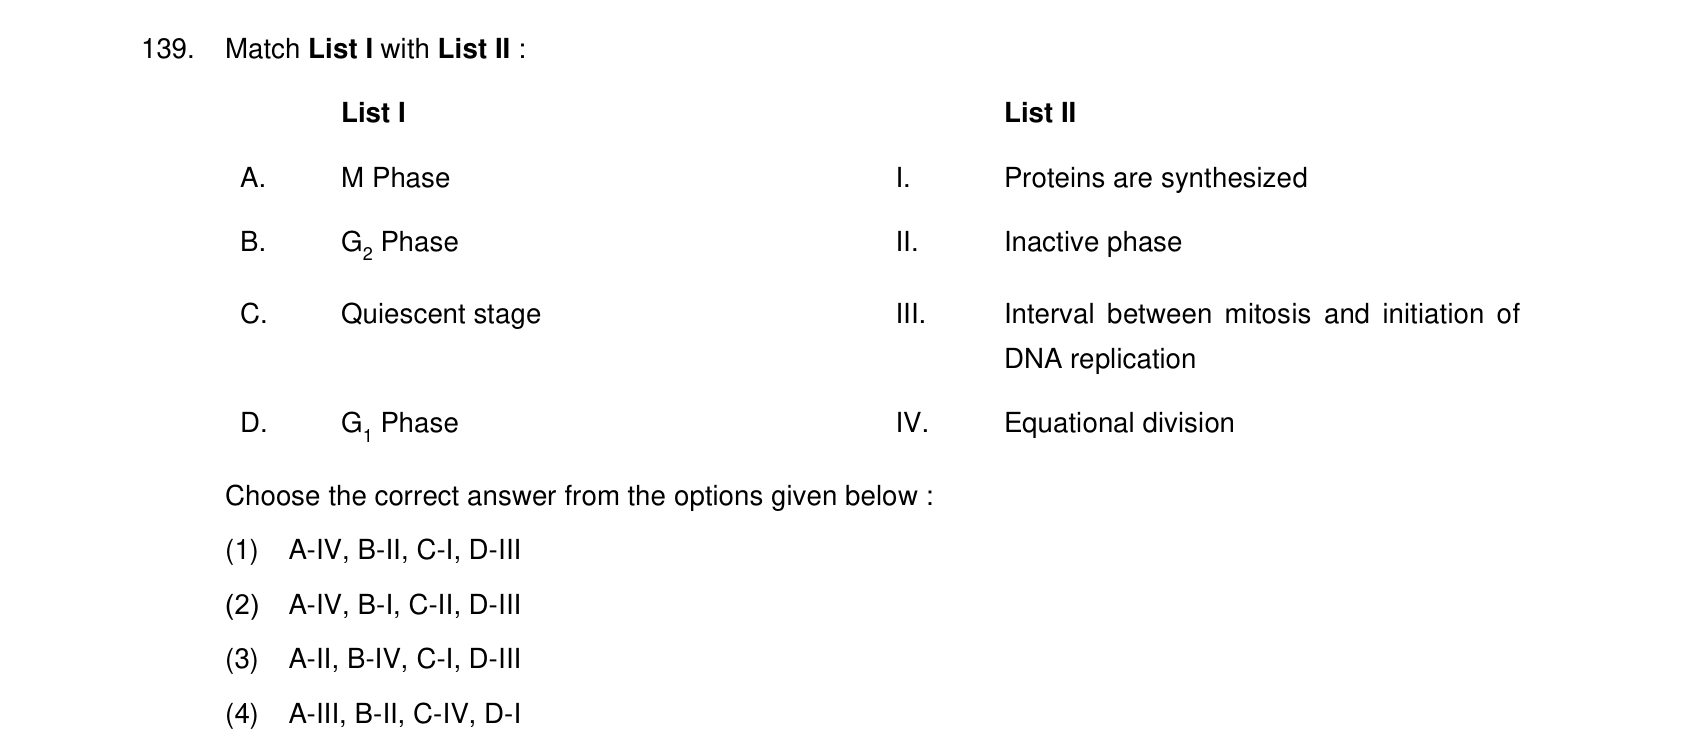 139. Match List I with List II :
List I List II
A. M Phase I. Proteins are synthesized
B. G2 Phase II. Inactive phase
C. Quiescent stage III. Interval between mitosis and initiation of
DNA replication
D. G1 Phase IV. Equational division
Choose the correct answer from the options given below :
(1) A-IV, B-II, C-I, D-III
(2) A-IV, B-I, C-II, D-III
(3) A-II, B-IV, C-I, D-III
(4) A-III, B-II, C-IV, D-I